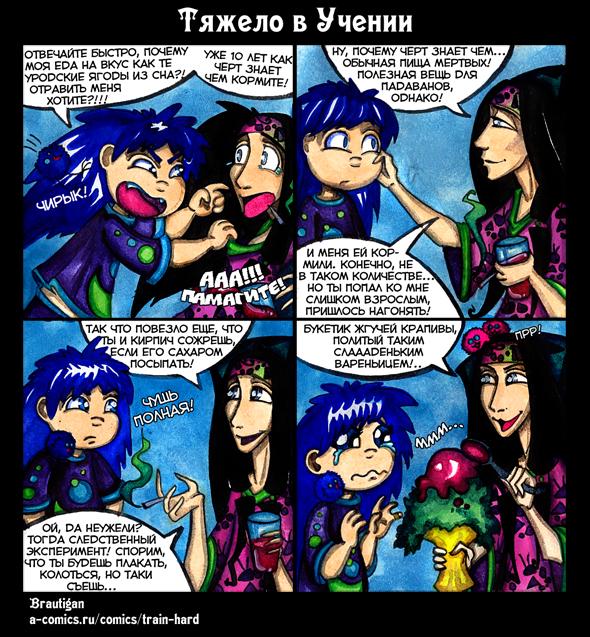 Тяжело в Учении
ОТВЕЧАЙТЕ БЫСТРО, ПОЧЕМУ
МОЯ ЕДА НА ВКУС КАК ТЕ
УРОДСКИЕ ЯГОДЫ ИЗ СНА?!
ОТРАВИТЬ МЕНЯ
ХОТИТЕ?!!!
УЖЕ 10 ЛЕТ КАК
ЧЕРТ ЗНАЕТ
ЧЕМ КОРМИТЕ!
ЧИРЫК!
ААА!!!
ПАМАГИТЕ!
НУ, ПОЧЕМУ ЧЕРТ ЗНАЕТ ЧЕМ...
ОБЫЧНАЯ ПИЩА МЕРТВЫХ!
ПОЛЕЗНАЯ ВЕЩЬ ДЛЯ
ПАДАВАНОВ,
ОДНАКО!
И МЕНЯ ЕЙ КОР-
МИЛИ. КОНЕЧНО, НЕ
В ТАКОМ КОЛИЧЕСТВЕ...
НО ТЫ ПОПАЛ КО МНЕ
СЛИШКОМ ВЗРОСЛЫМ,
ПРИШЛОСЬ НАГОНЯТЬ!
ТАК ЧТО ПОВЕЗЛО ЕЩЕ, ЧТО
ТЫ И КИРПИЧ СОЖРЕШЬ,
ЕСЛИ ЕГО САХАРОМ
ПОСЫПАТЬ!
ЧУШЬ
ПОЛНАЯ!
ОЙ, ДА НЕУЖЕЛИ?
ТОГДА СЛЕДСТВЕННЫЙ
ЭКСПЕРИМЕНТ! СПОРИМ,
ЧТО ТЫ БУДЕШЬ ПЛАКАТЬ,
КОЛОТЬСЯ, НО ТАКИ
СЪЕШЬ...
БУКЕТИК ЖГУЧЕЙ КРАПИВЫ,
ПОЛИТЫЙ ТАКИМ
СЛАААДЕНЬКИМ
ВАРЕНЬИЦЕМ!..
ПРР!
МММ...
Brautigan
a-comics.ru/comics/train-hard